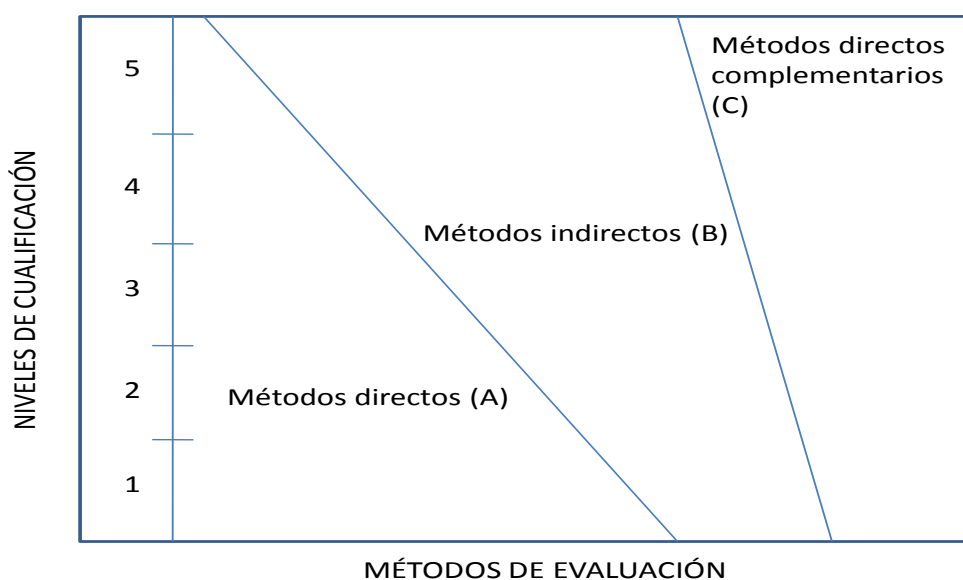 Métodos directos
complementarios
(C)
5
4
Métodos indirectos (B)
3
2
Métodos directos (A)
1
NIVELES DE CUALIFICACIÓN
MÉTODOS DE EVALUACIÓN